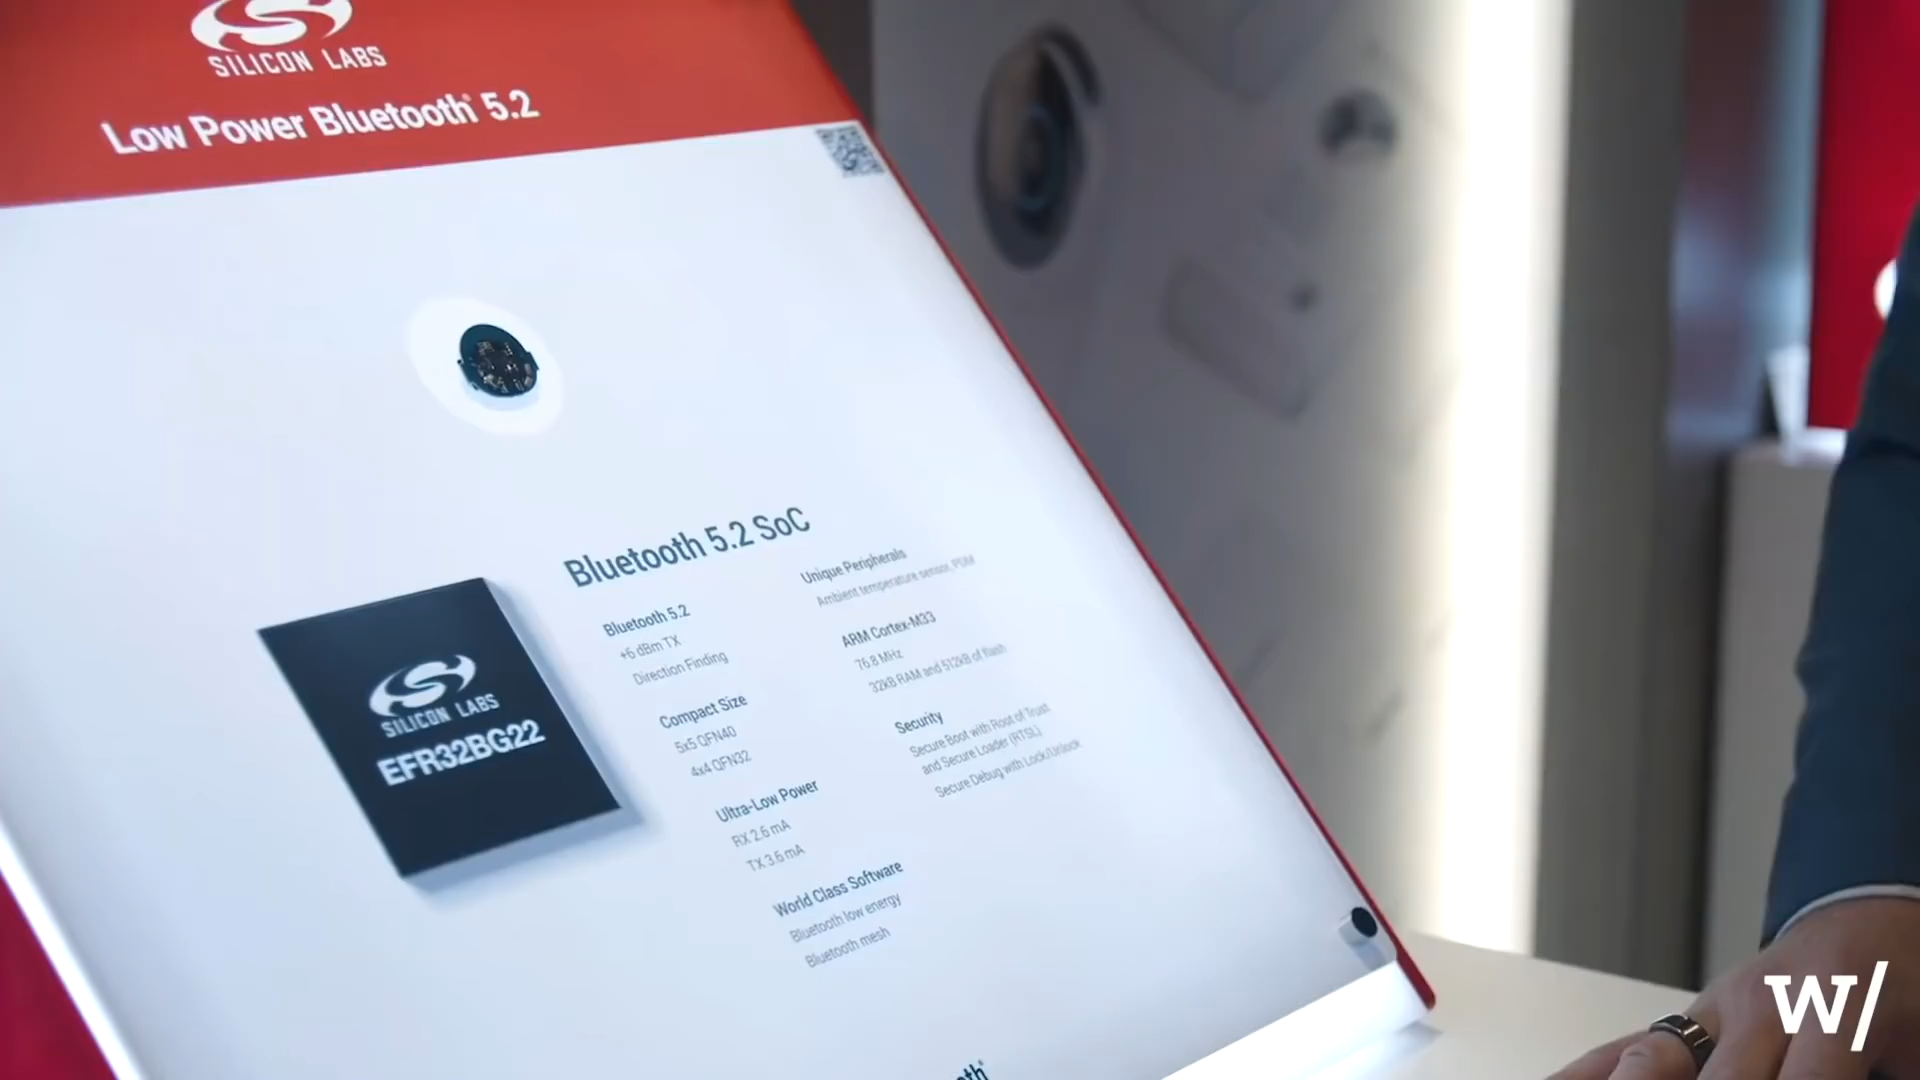 SILICON LABS
Low Power Bluetooth® 5.2
Bluetooth 5.2 SoC
Bluetooth 5.2
+6 dBm TX
Direction Finding
Compact Size
5x5 QFN40
4x4 QFN32
Ultra-Low Power
RX 2.6 mA
TX 3.6 mA
World Class Software
Bluetooth low energy
Bluetooth mesh
Unique Peripherals
Ambient temperature sensor, PDM
ARM Cortex-M33
76.8 MHz
32kB RAM and 512kB of flash
Security
Secure Boot with Root of Trust
and Secure Loader (RTSL)
Secure Debug with Lock/Unlock
SILICON LABS
EFR32BG22
w/